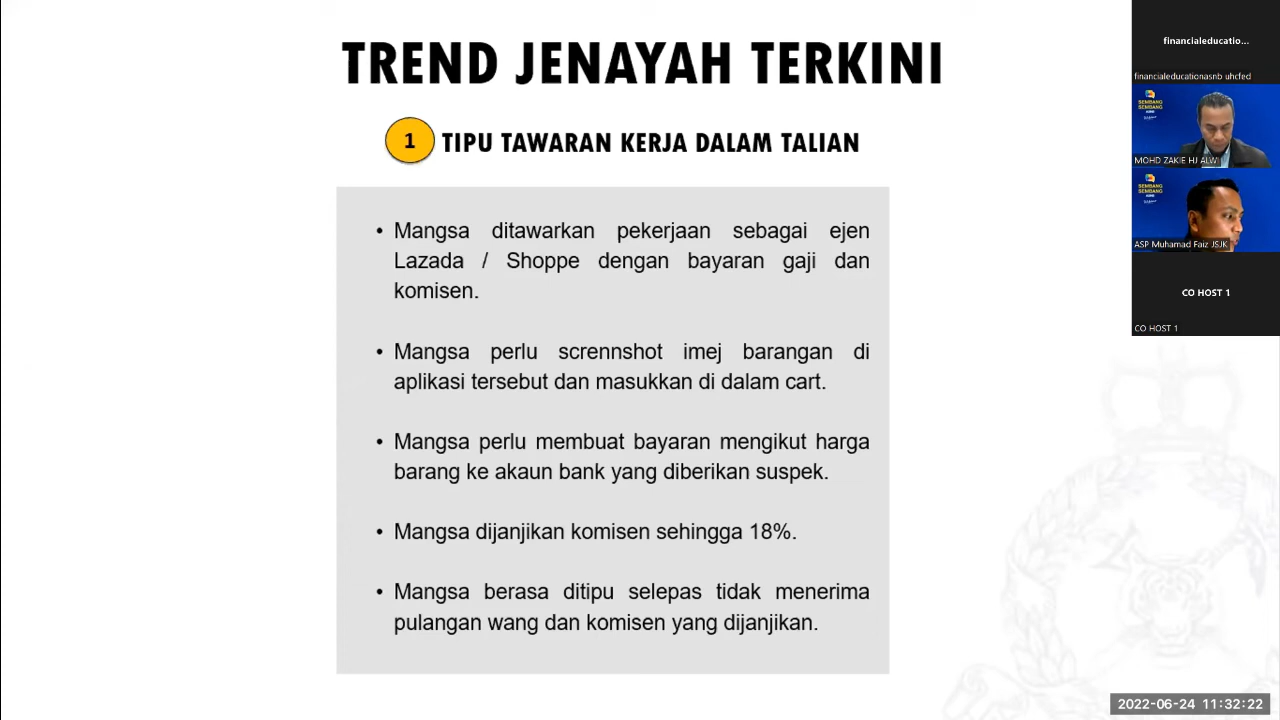 TREND JENAYAH TERKINI
1 TIPU TAWARAN KERJA DALAM TALIAN
• Mangsa ditawarkan pekerjaan sebagai ejen
Lazada / Shoppe dengan bayaran gaji dan
komisen.
• Mangsa perlu scrennshot imej barangan di
aplikasi tersebut dan masukkan di dalam cart.
• Mangsa perlu membuat bayaran mengikut harga
barang ke akaun bank yang diberikan suspek.
• Mangsa dijanjikan komisen sehingga 18%.
• Mangsa berasa ditipu selepas tidak menerima
pulangan wang dan komisen yang dijanjikan.
financialeducatio...
financialeducationasnb uhcfed
SEMBANG
SEMBANG
MOHD ZAKIE HJ ALWI
SEMBANG
SEMBANG
ASP Muhamad Faiz JSJK
CO HOST 1
CO HOST 1
2022-06-24 11:32:22